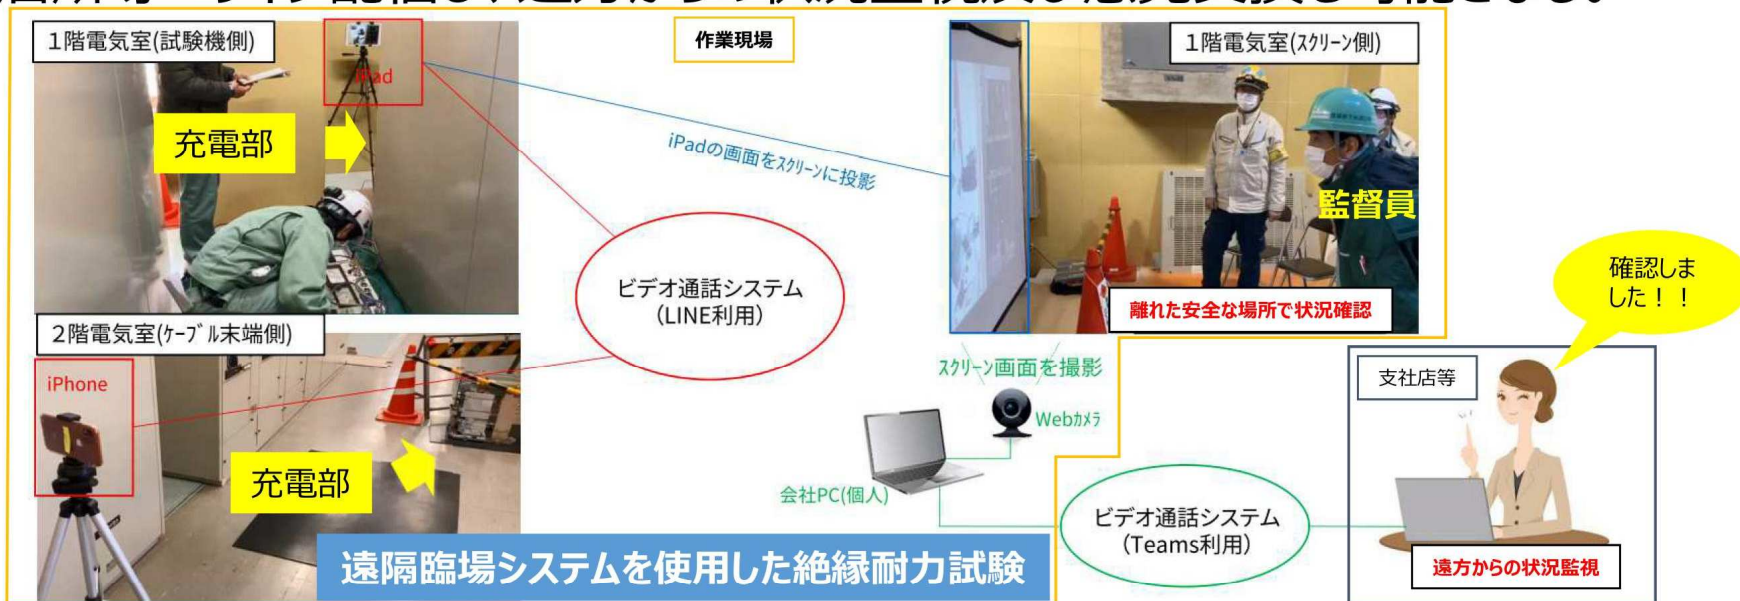 1階電気室(試験機側)
作業現場
1階電気室(スクリーン側)
iPad
充電部
iPadの画面をスクリーンに投影
監督員
ビデオ通話システム
(LINE利用)
離れた安全な場所で状況確認
確認しま
した！！
2階電気室(ケーブル末端側)
iPhone
スクリーン画面を撮影
Webカメラ
支社店等
充電部
会社PC(個人)
ビデオ通話システム
(Teams利用)
遠隔臨場システムを使用した絶縁耐力試験
遠方からの状況監視